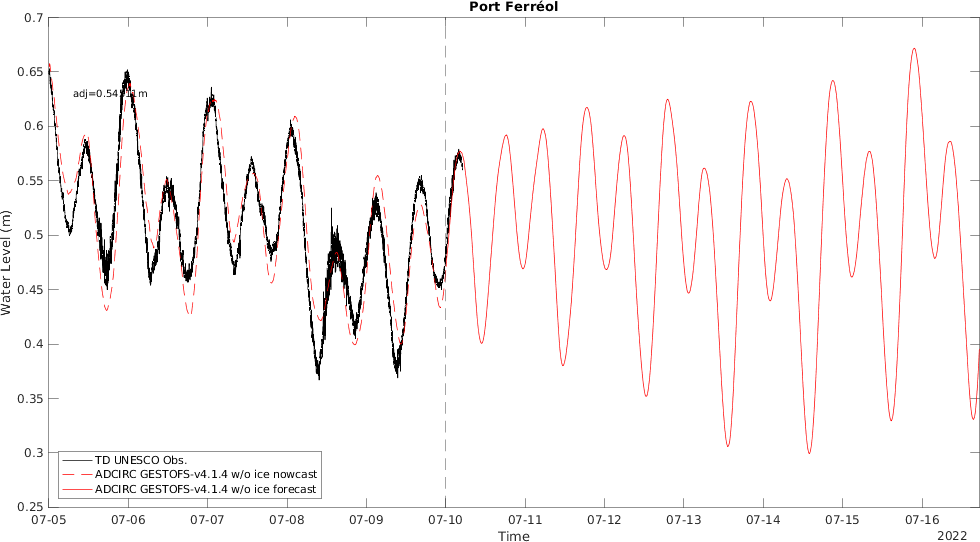 Port Ferréol
0.7
0.65
0.6
0.55
0.5
0.45
0.4
0.35
0.3
0.25
Water Level (m)
TD UNESCO Obs.
ADCIRC GESTOFS-v4.1.4 w/o ice nowcast
ADCIRC GESTOFS-v4.1.4 w/o ice forecast
07-05 07-06 07-07 07-08 07-09 07-10 07-11 07-12 07-13 07-14 07-15 07-16
Time
2022